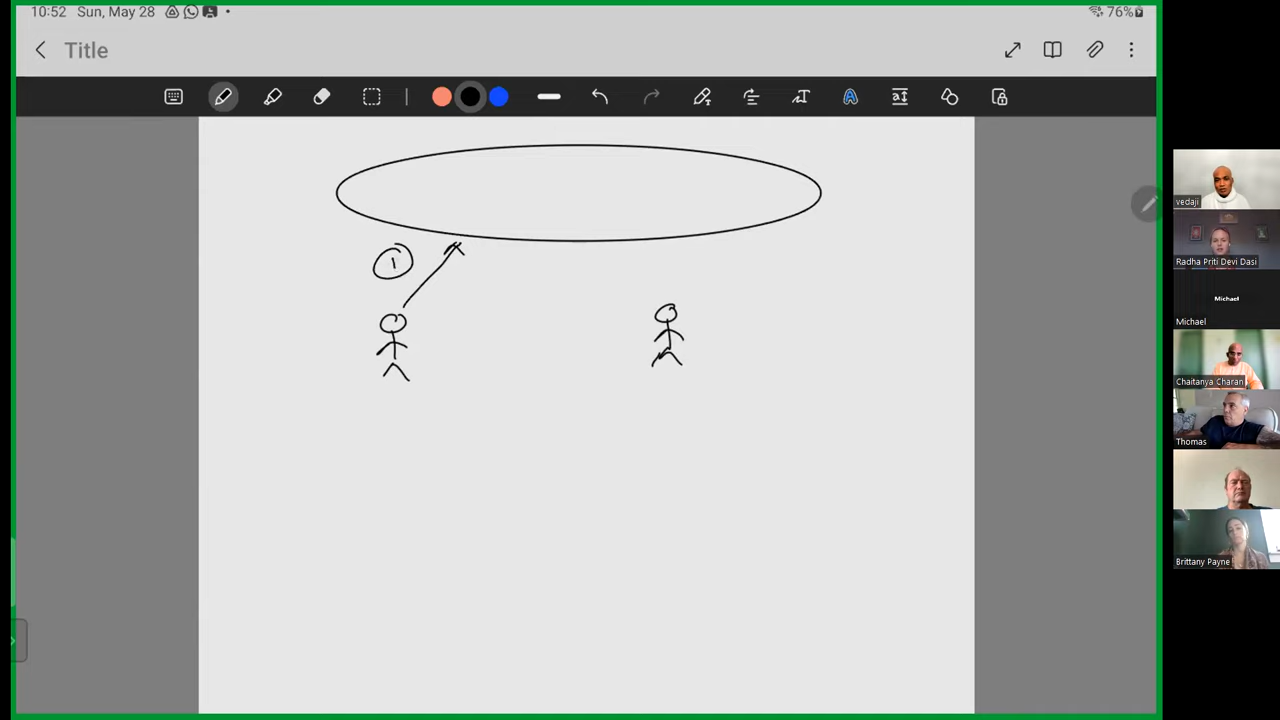 10:52 Sun, May 28
76%
Title
T
A
1
vedaji
Radha Priti Devi Dasi
Michael
Michael
Chaitanya Charan
Thomas
Brittany Payne